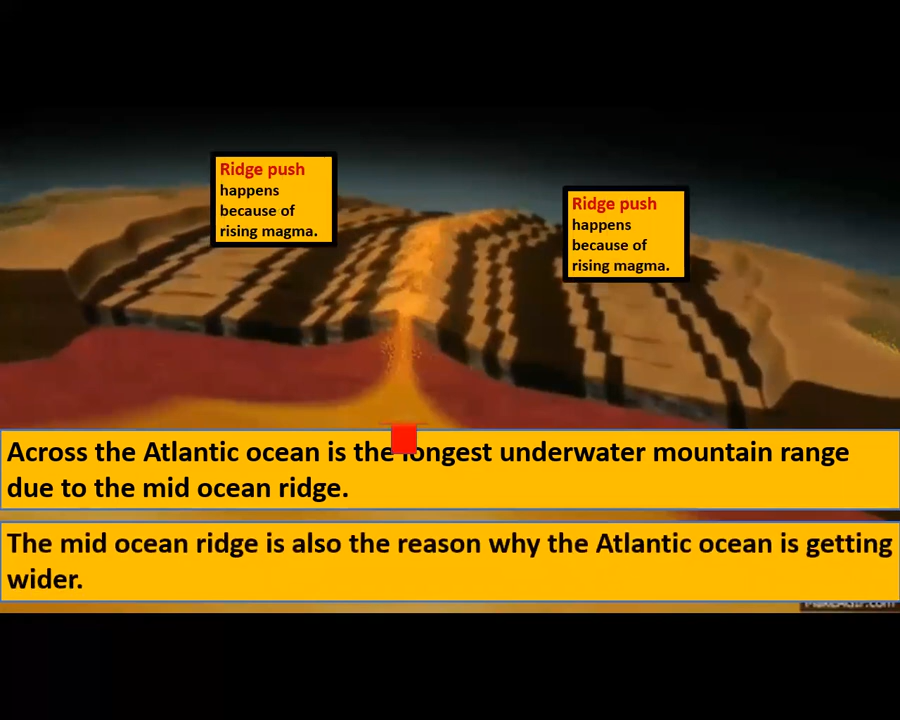 Ridge push
happens
because of
rising magma.
Ridge push
happens
because of
rising magma.
Across the Atlantic ocean is the longest underwater mountain range
due to the mid ocean ridge.
The mid ocean ridge is also the reason why the Atlantic ocean is getting
wider.